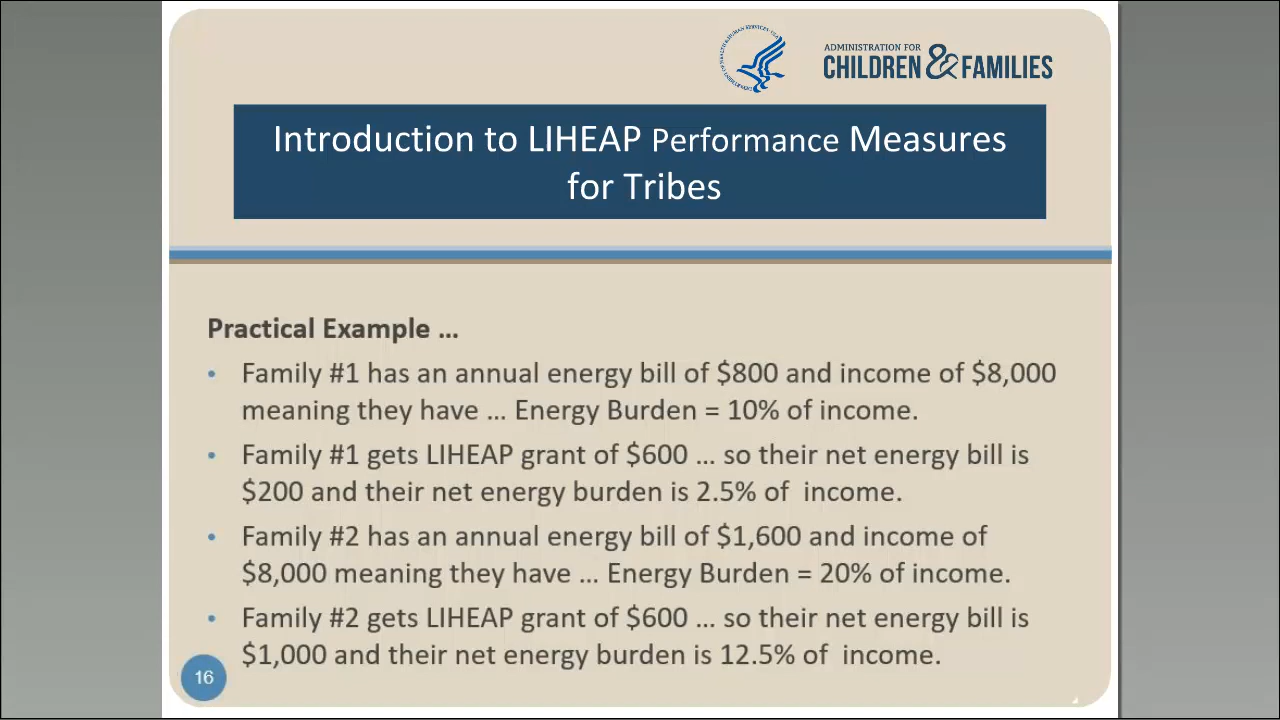 ADMINISTRATION FOR
CHILDREN & FAMILIES
Introduction to LIHEAP Performance Measures
for Tribes
Practical Example ...
• Family #1 has an annual energy bill of $800 and income of $8,000
meaning they have ... Energy Burden = 10% of income.
• Family #1 gets LIHEAP grant of $600 ... so their net energy bill is
$200 and their net energy burden is 2.5% of income.
• Family #2 has an annual energy bill of $1,600 and income of
$8,000 meaning they have ... Energy Burden = 20% of income.
• Family #2 gets LIHEAP grant of $600 ... so their net energy bill is
$1,000 and their net energy burden is 12.5% of income.
16